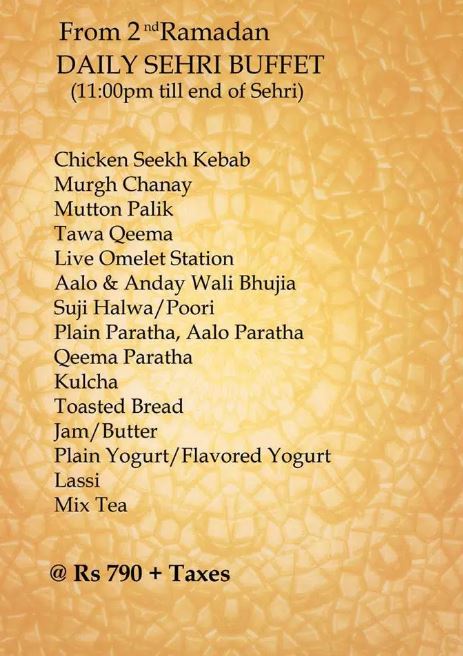 From 2nd Ramadan
DAILY SEHRI BUFFET
(11:00pm till end of Sehri)
Chicken Seekh Kebab
Murgh Chanay
Mutton Palik
Tawa Qeema
Live Omelet Station
Aalo & Anday Wali Bhujia
Suji Halwa/Poori
Plain Paratha, Aalo Paratha
Qeema Paratha
Kulcha
Toasted Bread
Jam/Butter
Plain Yogurt/Flavored Yogurt
Lassi
Mix Tea
@ Rs 790 + Taxes